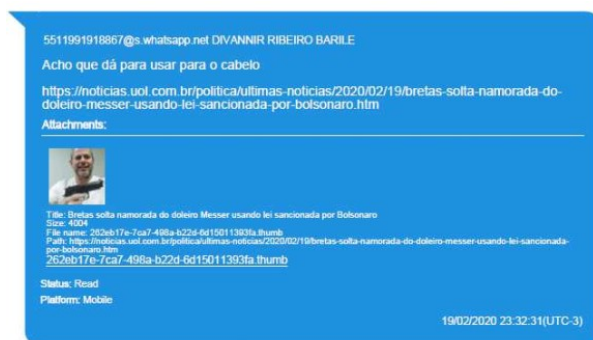 5511991918867@s.whatsapp.net DIVANNIR RIBEIRO BARILE
Acho que dá para usar para o cabelo
https://noticias.uol.com.br/politica/ultimas-noticias/2020/02/19/bretas-solta-namorada-do-
doleiro-messer-usando-lei-sancionada-por-bolsonaro.htm
Attachments:
Title: Bretas solta namorada do doleiro Messer usando lei sancionada por Bolsonaro
Size: 4004
File name: 262eb17e-7ca7-498a-b22d-6d15011393fa.thumb
Path: https://noticias.uol.com.br/politica/ultimas-noticias/2020/02/19/bretas-solta-namorada-do-doleiro-messer-usando-lei-sancionada-
por-bolsonaro.htm
262eb17e-7ca7-498a-b22d-6d15011393fa.thumb
Status: Read
Platform: Mobile
19/02/2020 23:32:31(UTC-3)